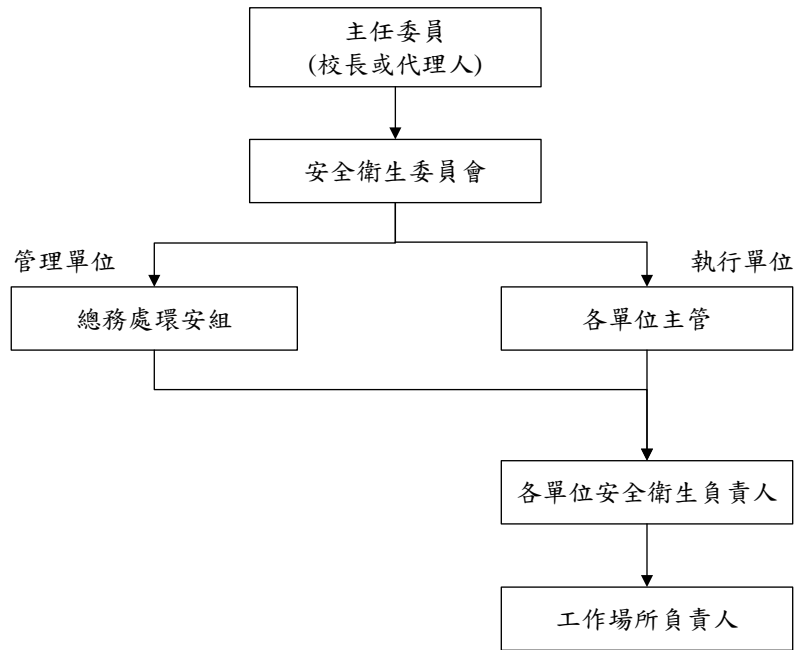 主任委員
(校長或代理人)
安全衛生委員會
管理單位
執行單位
總務處環安組
各單位主管
各單位安全衛生負責人
工作場所負責人